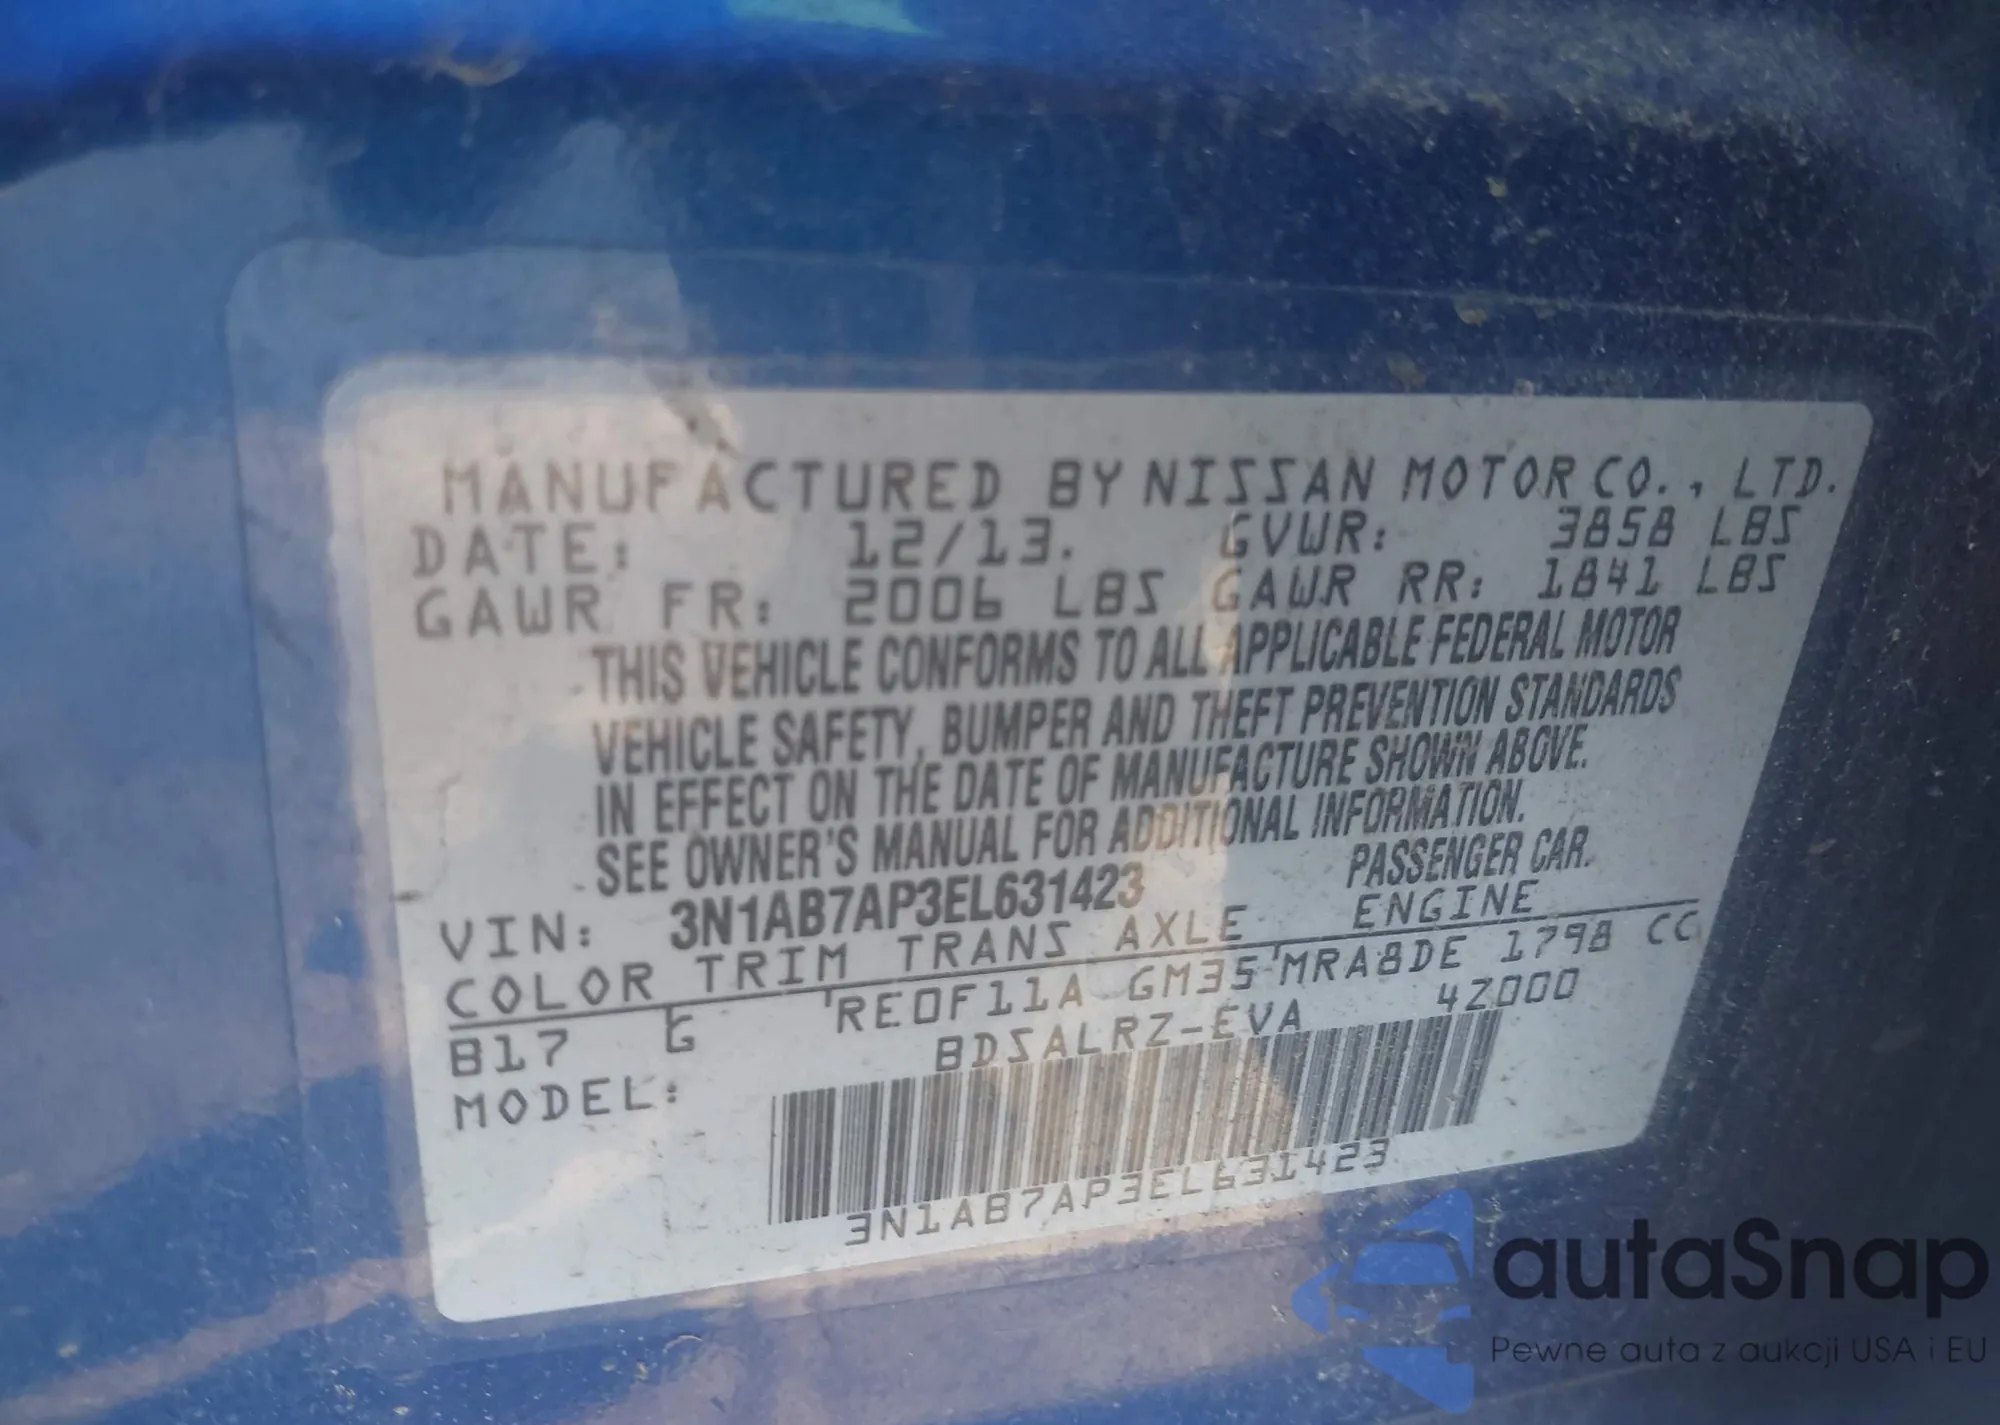 MANUFACTURED BY NISSAN MOTOR CO., LTD.
DATE: 12/13. GVWR: 3858 LBS
GAWR FR: 2006 LBS GAWR RR: 1841 LBS
THIS VEHICLE CONFORMS TO ALL APPLICABLE FEDERAL MOTOR
VEHICLE SAFETY, BUMPER AND THEFT PREVENTION STANDARDS
IN EFFECT ON THE DATE OF MANUFACTURE SHOWN ABOVE.
SEE OWNER'S MANUAL FOR ADDITIONAL INFORMATION.
PASSENGER CAR.
VIN: 3N1AB7AP3EL631423
COLOR TRIM TRANS AXLE ENGINE
B17 G RE0F11A GM35 MRA8DE 1798 CC
MODEL: BDSALRZ-EVA 4Z000
3N1AB7AP3EL631423
autaSnap
Pewne auta z aukcji USA i EU